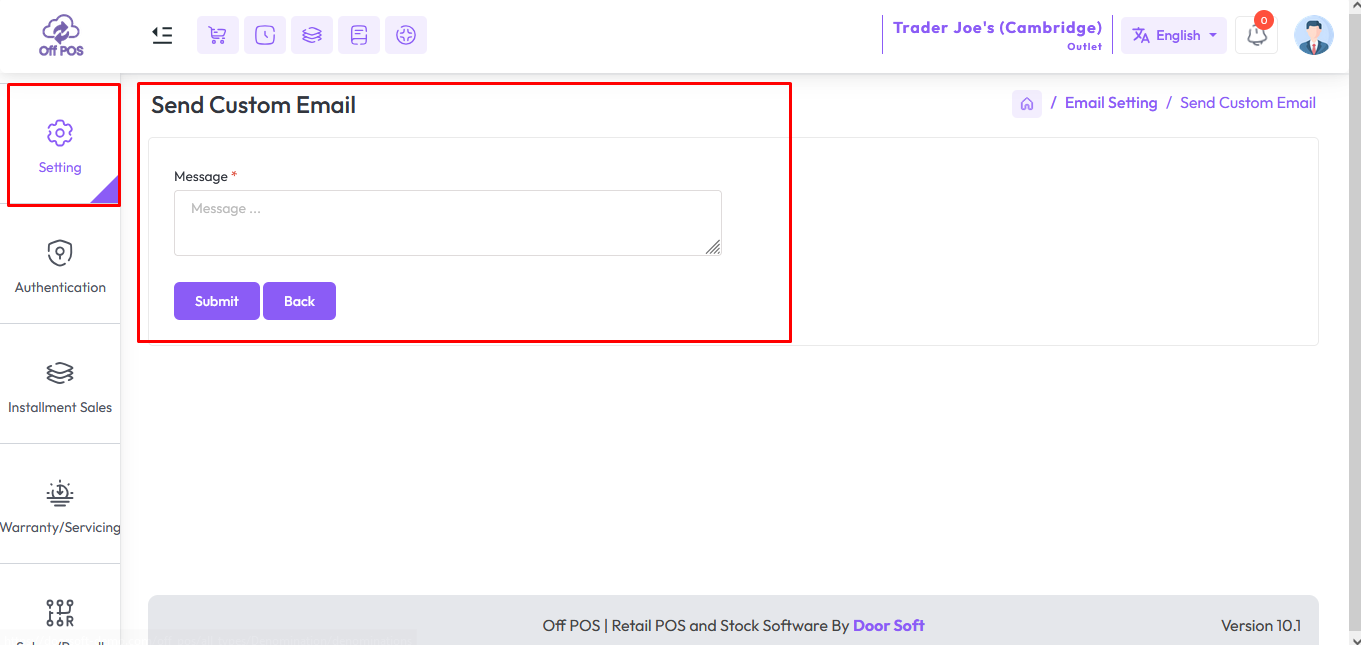 Off POS
Trader Joe's (Cambridge)
Outlet
English
0
Setting
Authentication
Installment Sales
Warranty/Servicing
Send Custom Email
/ Email Setting / Send Custom Email
Message *
Message ...
Submit Back
Off POS | Retail POS and Stock Software By Door Soft
Version 10.1